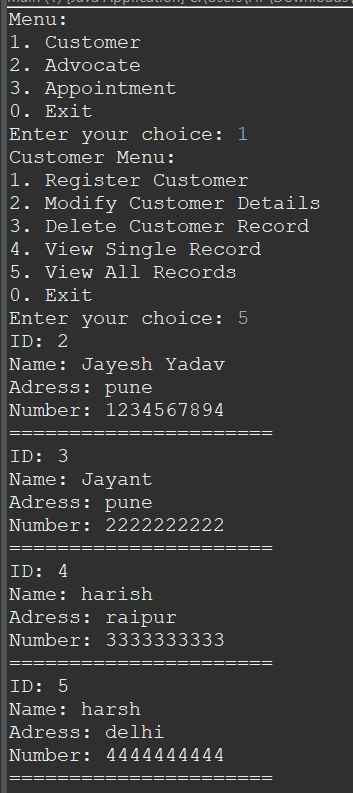 Menu:
1. Customer
2. Advocate
3. Appointment
0. Exit
Enter your choice: 1
Customer Menu:
1. Register Customer
2. Modify Customer Details
3. Delete Customer Record
4. View Single Record
5. View All Records
0. Exit
Enter your choice: 5
ID: 2
Name: Jayesh Yadav
Adress: pune
Number: 1234567894
======================
ID: 3
Name: Jayant
Adress: pune
Number: 2222222222
======================
ID: 4
Name: harish
Adress: raipur
Number: 3333333333
======================
ID: 5
Name: harsh
Adress: delhi
Number: 4444444444
======================